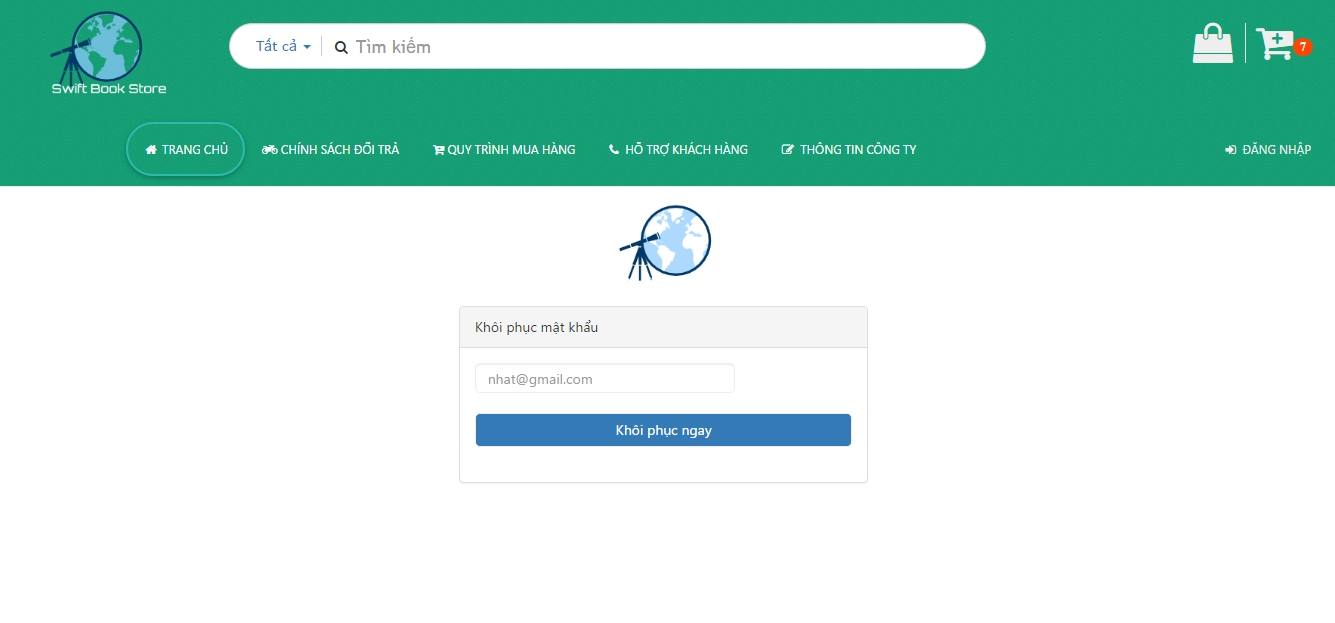 Swift Book Store
Tất cả
Tìm kiếm
7
TRANG CHỦ
CHÍNH SÁCH ĐỔI TRẢ
QUY TRÌNH MUA HÀNG
HỖ TRỢ KHÁCH HÀNG
THÔNG TIN CÔNG TY
ĐĂNG NHẬP
Khôi phục mật khẩu
nhat@gmail.com
Khôi phục ngay